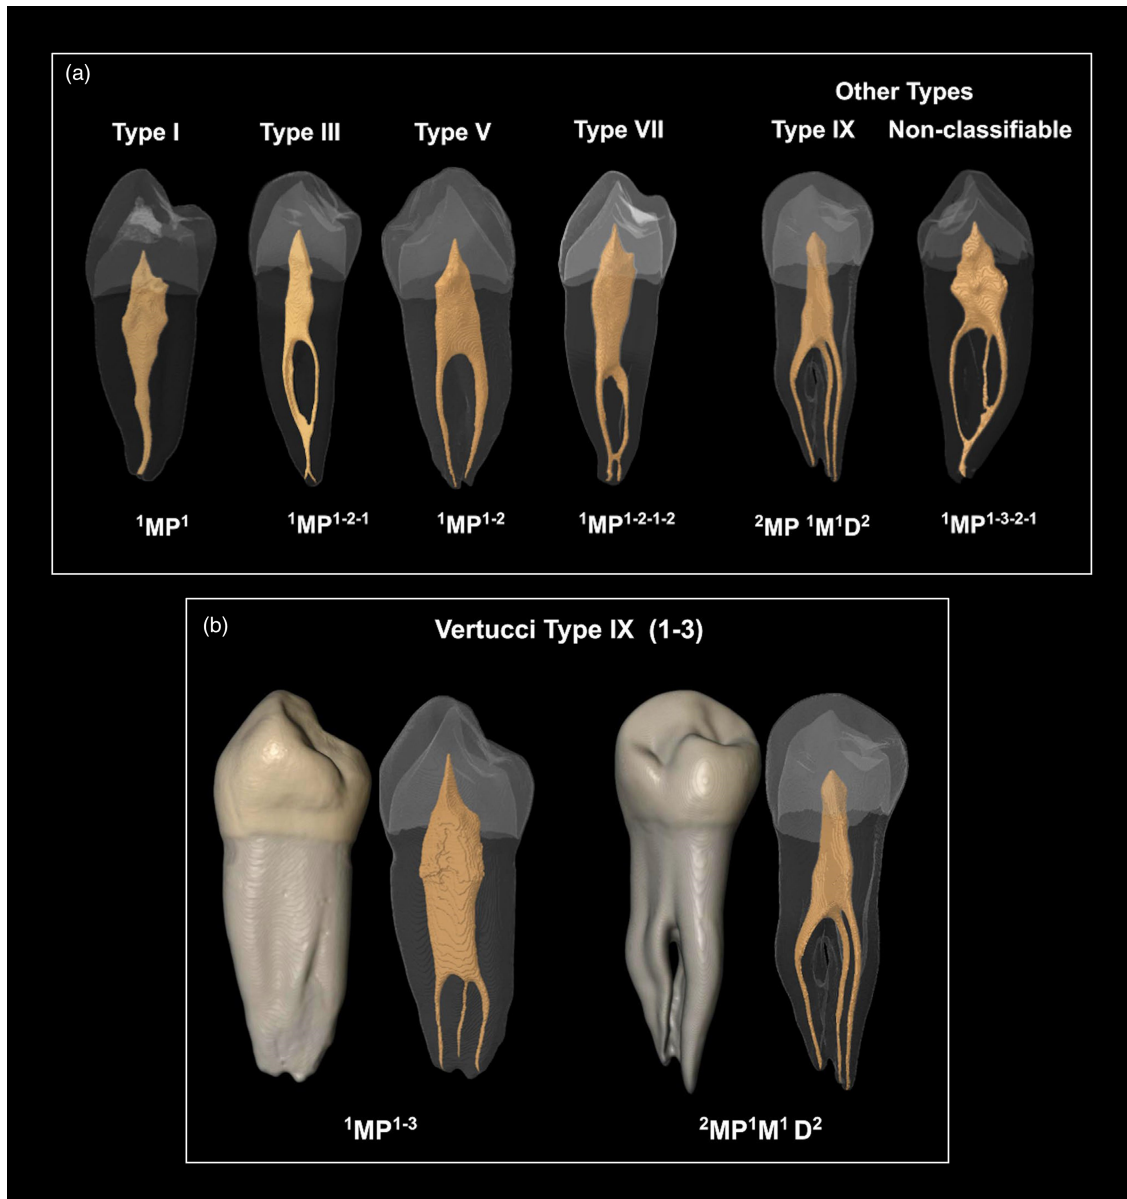 (a)
Other Types
Type I Type III Type V Type VII Type IX Non-classifiable
¹MP¹ ¹MP¹⁻²⁻¹ ¹MP¹⁻² ¹MP¹⁻²⁻¹⁻² ²MP ¹M¹D² ¹MP¹⁻³⁻²⁻¹
(b)
Vertucci Type IX (1-3)
¹MP¹⁻³ ²MP¹M¹ D²